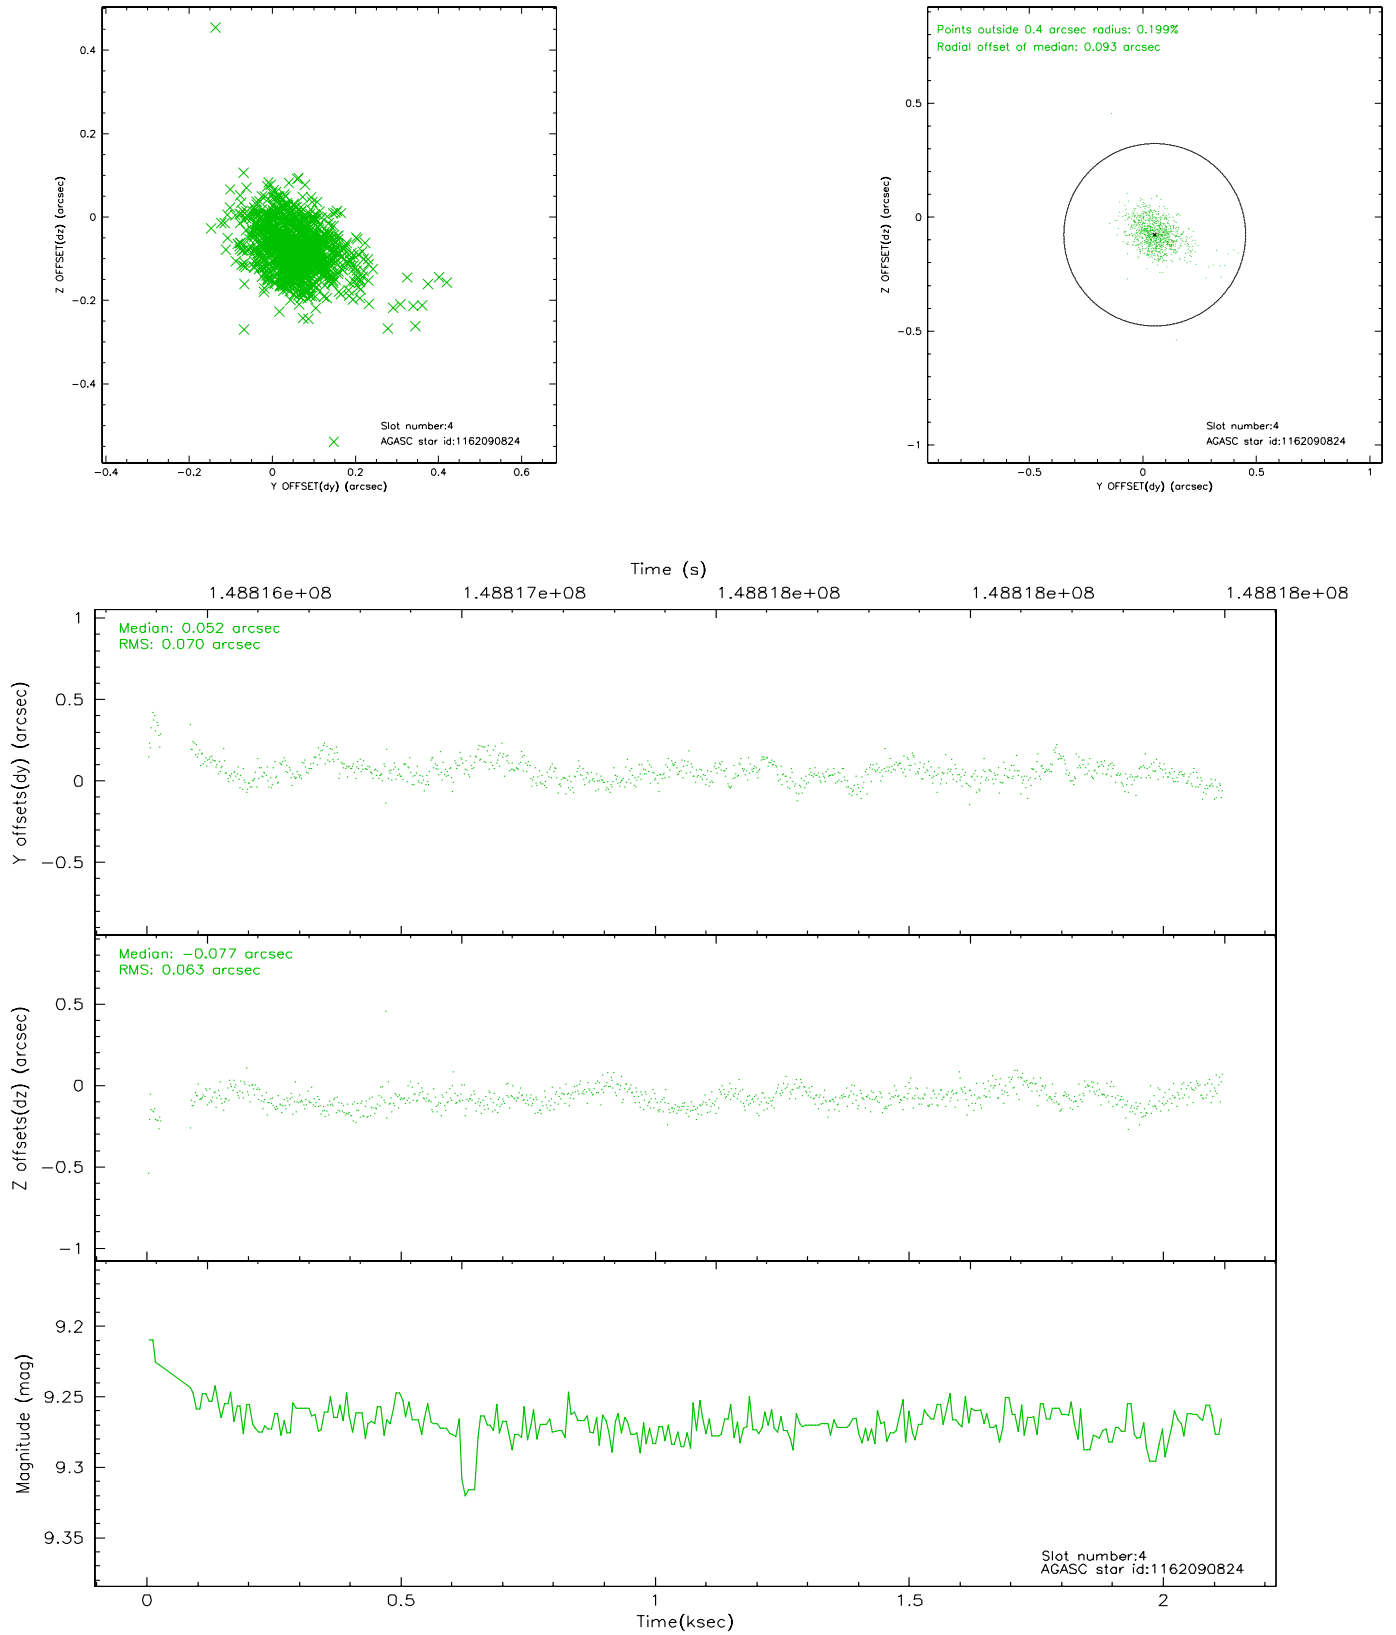 0.4
0.2
0
−0.2
−0.4
Z OFFSET(dz) (arcsec)
−0.4 −0.2 0 0.2 0.4 0.6
Y OFFSET(dy) (arcsec)
Slot number:4
AGASC star id:1162090824
Points outside 0.4 arcsec radius: 0.199%
Radial offset of median: 0.093 arcsec
0.5
0
−0.5
−1
Z OFFSET(dz) (arcsec)
Slot number:4
AGASC star id:1162090824
−0.5 0 0.5 1
Y OFFSET(dy) (arcsec)
Time (s)
1.48816e+08 1.48817e+08 1.48818e+08 1.48818e+08 1.48818e+08
Median: 0.052 arcsec
RMS: 0.070 arcsec
1
0.5
0
−0.5
Y offsets(dy) (arcsec)
Median: −0.077 arcsec
RMS: 0.063 arcsec
0.5
0
−0.5
−1
Z offsets(dz) (arcsec)
9.2
9.25
9.3
9.35
Magnitude (mag)
Slot number:4
AGASC star id:1162090824
0 0.5 1 1.5 2
Time(ksec)